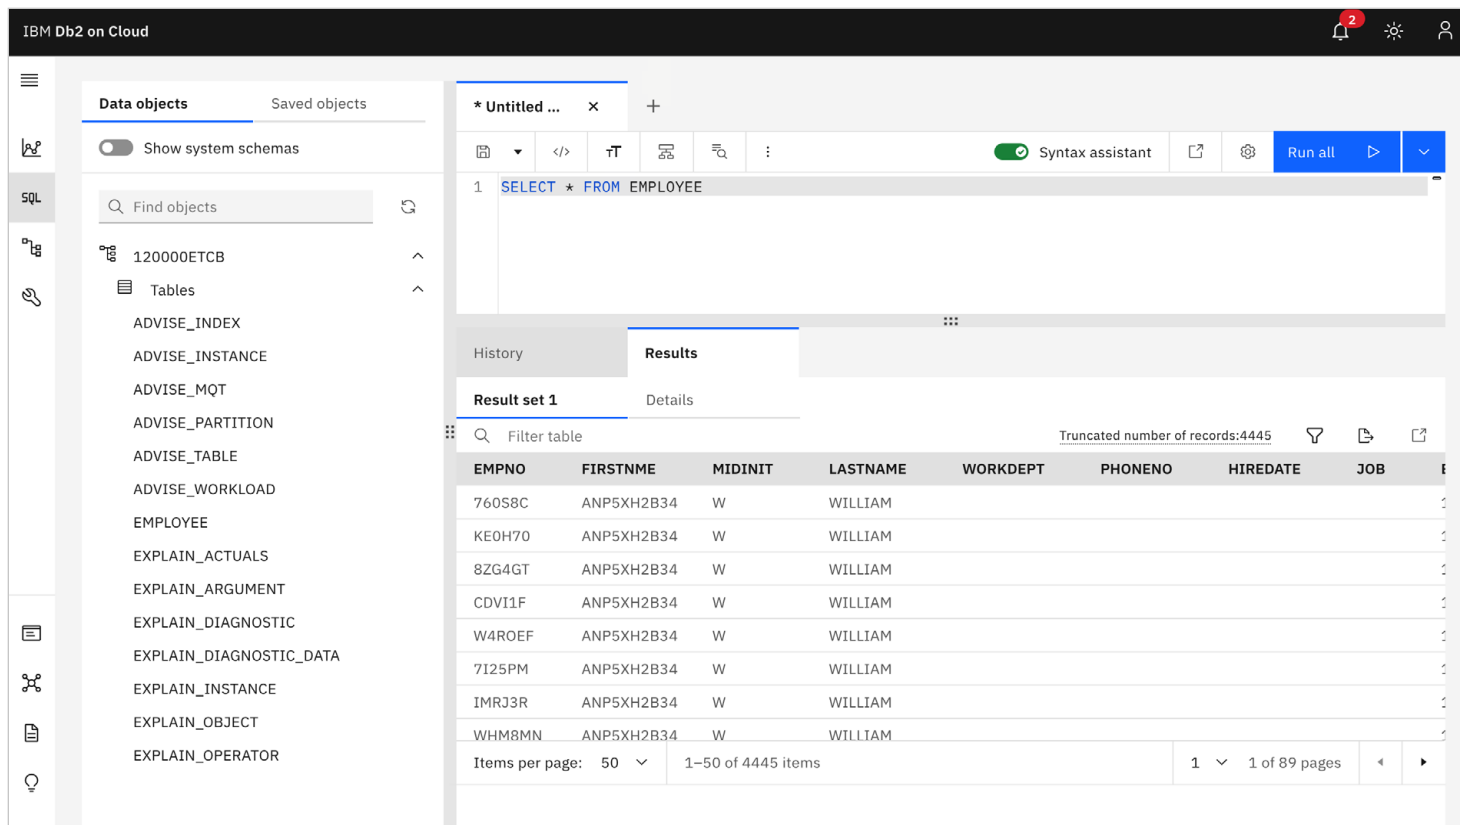 IBM Db2 on Cloud
2
Data objects
Saved objects
Show system schemas
Find objects
SQL
120000ETCB
Tables
ADVISE_INDEX
ADVISE_INSTANCE
ADVISE_MQT
ADVISE_PARTITION
ADVISE_TABLE
ADVISE_WORKLOAD
EMPLOYEE
EXPLAIN_ACTUALS
EXPLAIN_ARGUMENT
EXPLAIN_DIAGNOSTIC
EXPLAIN_DIAGNOSTIC_DATA
EXPLAIN_INSTANCE
EXPLAIN_OBJECT
EXPLAIN_OPERATOR
* Untitled ...
Syntax assistant
Run all
1 SELECT * FROM EMPLOYEE
History
Results
Result set 1
Details
Filter table
Truncated number of records:4445
EMPNO FIRSTNME MIDINIT LASTNAME WORKDEPT PHONENO HIREDATE JOB
760S8C ANP5XH2B34 W WILLIAM
KE0H70 ANP5XH2B34 W WILLIAM
8ZG4GT ANP5XH2B34 W WILLIAM
CDVI1F ANP5XH2B34 W WILLIAM
W4ROEF ANP5XH2B34 W WILLIAM
7I25PM ANP5XH2B34 W WILLIAM
IMRJ3R ANP5XH2B34 W WILLIAM
WHM8MN ANP5XH2B34 W WILLIAM
Items per page: 50 1–50 of 4445 items 1 1 of 89 pages